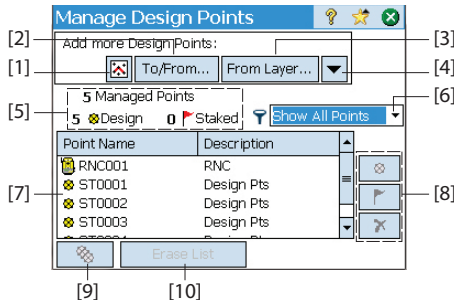 Manage Design Points
[2]
[3]
Add more Design Points:
[1]
To/From...
From Layer...
[4]
5 Managed Points
[6]
[5]
5 Design 0 Staked
Show All Points
Point Name Description
RNC001 RNC
[7]
ST0001 Design Pts
[8]
ST0002 Design Pts
ST0003 Design Pts
Erase List
[9]
[10]